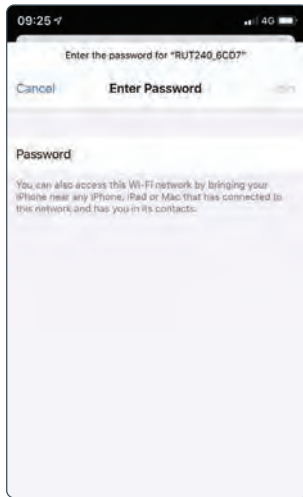 09:25
4G
Enter the password for "RUT240_6CD7"
Cancel Enter Password Join
Password
You can also access this Wi-Fi network by bringing your
iPhone near any iPhone, iPad or Mac that has connected to
this network and has you in its contacts.